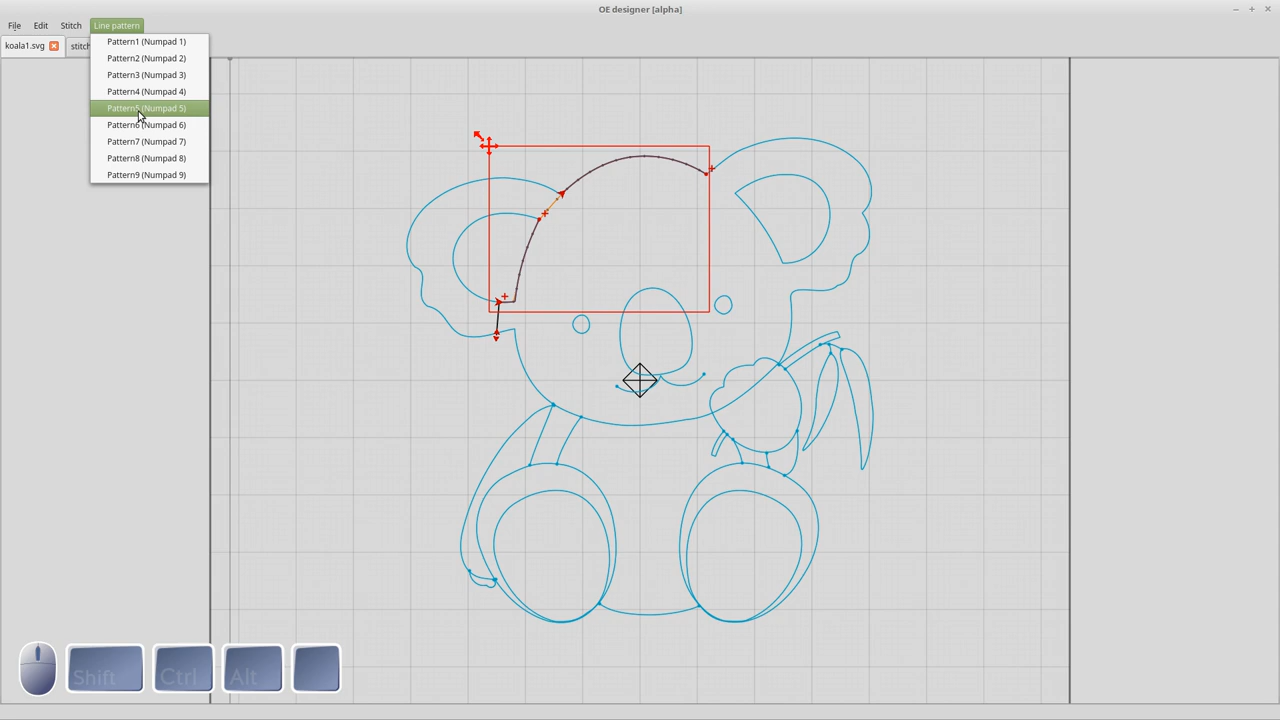 OE designer [alpha]
File Edit Stitch Line pattern
koala1.svg stitch
Pattern1 (Numpad 1)
Pattern2 (Numpad 2)
Pattern3 (Numpad 3)
Pattern4 (Numpad 4)
Pattern5 (Numpad 5)
Pattern6 (Numpad 6)
Pattern7 (Numpad 7)
Pattern8 (Numpad 8)
Pattern9 (Numpad 9)
Shift Ctrl Alt